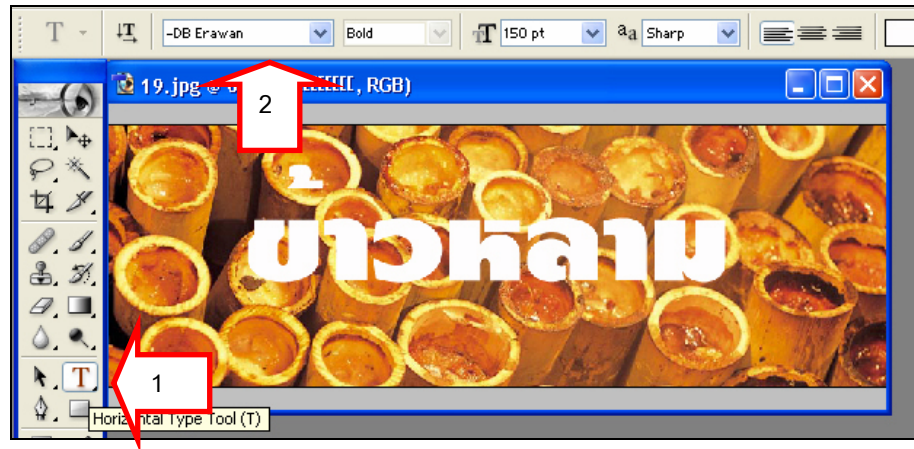 T -DB Erawan Bold T 150 pt aa Sharp
19.jpg @ RGB)
2
ข้าวหลาม
T
1
Horizontal Type Tool (T)